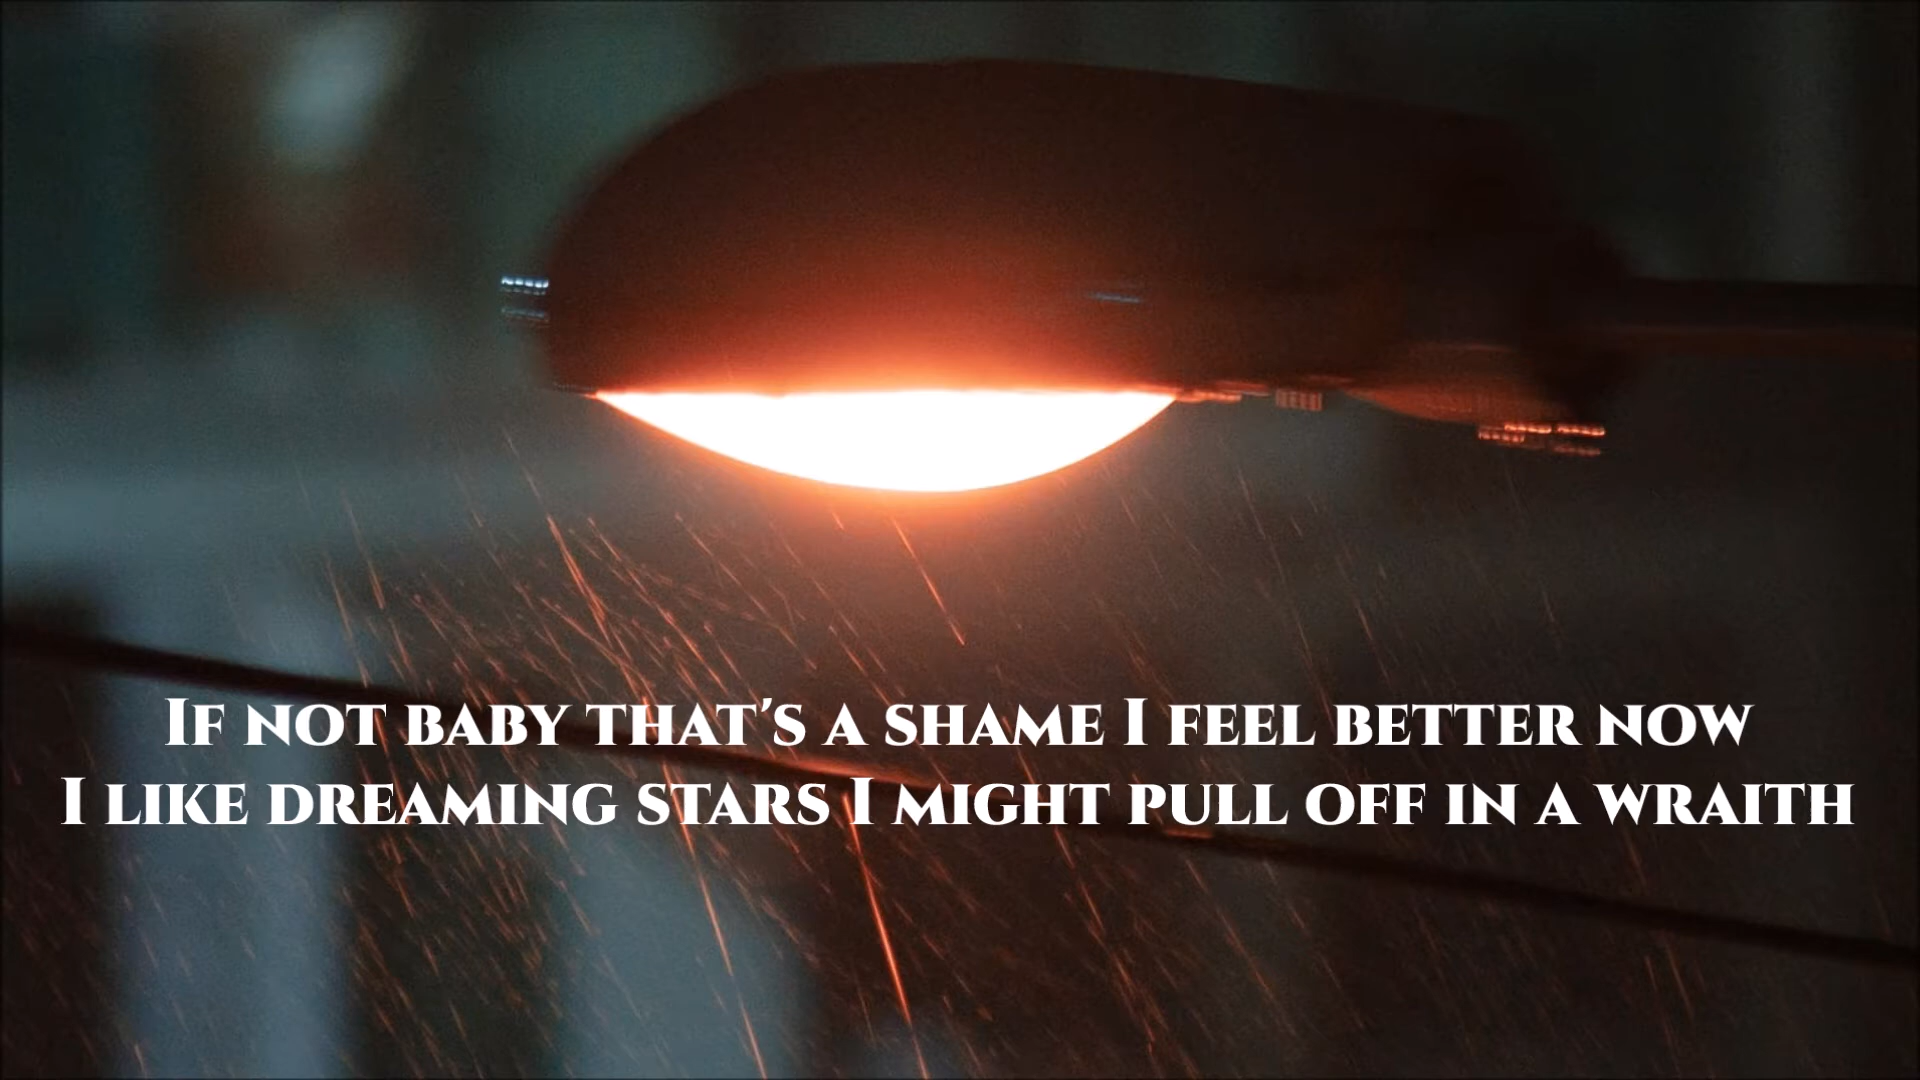 If not baby that's a shame I feel better now
I like dreaming stars I might pull off in a wraith